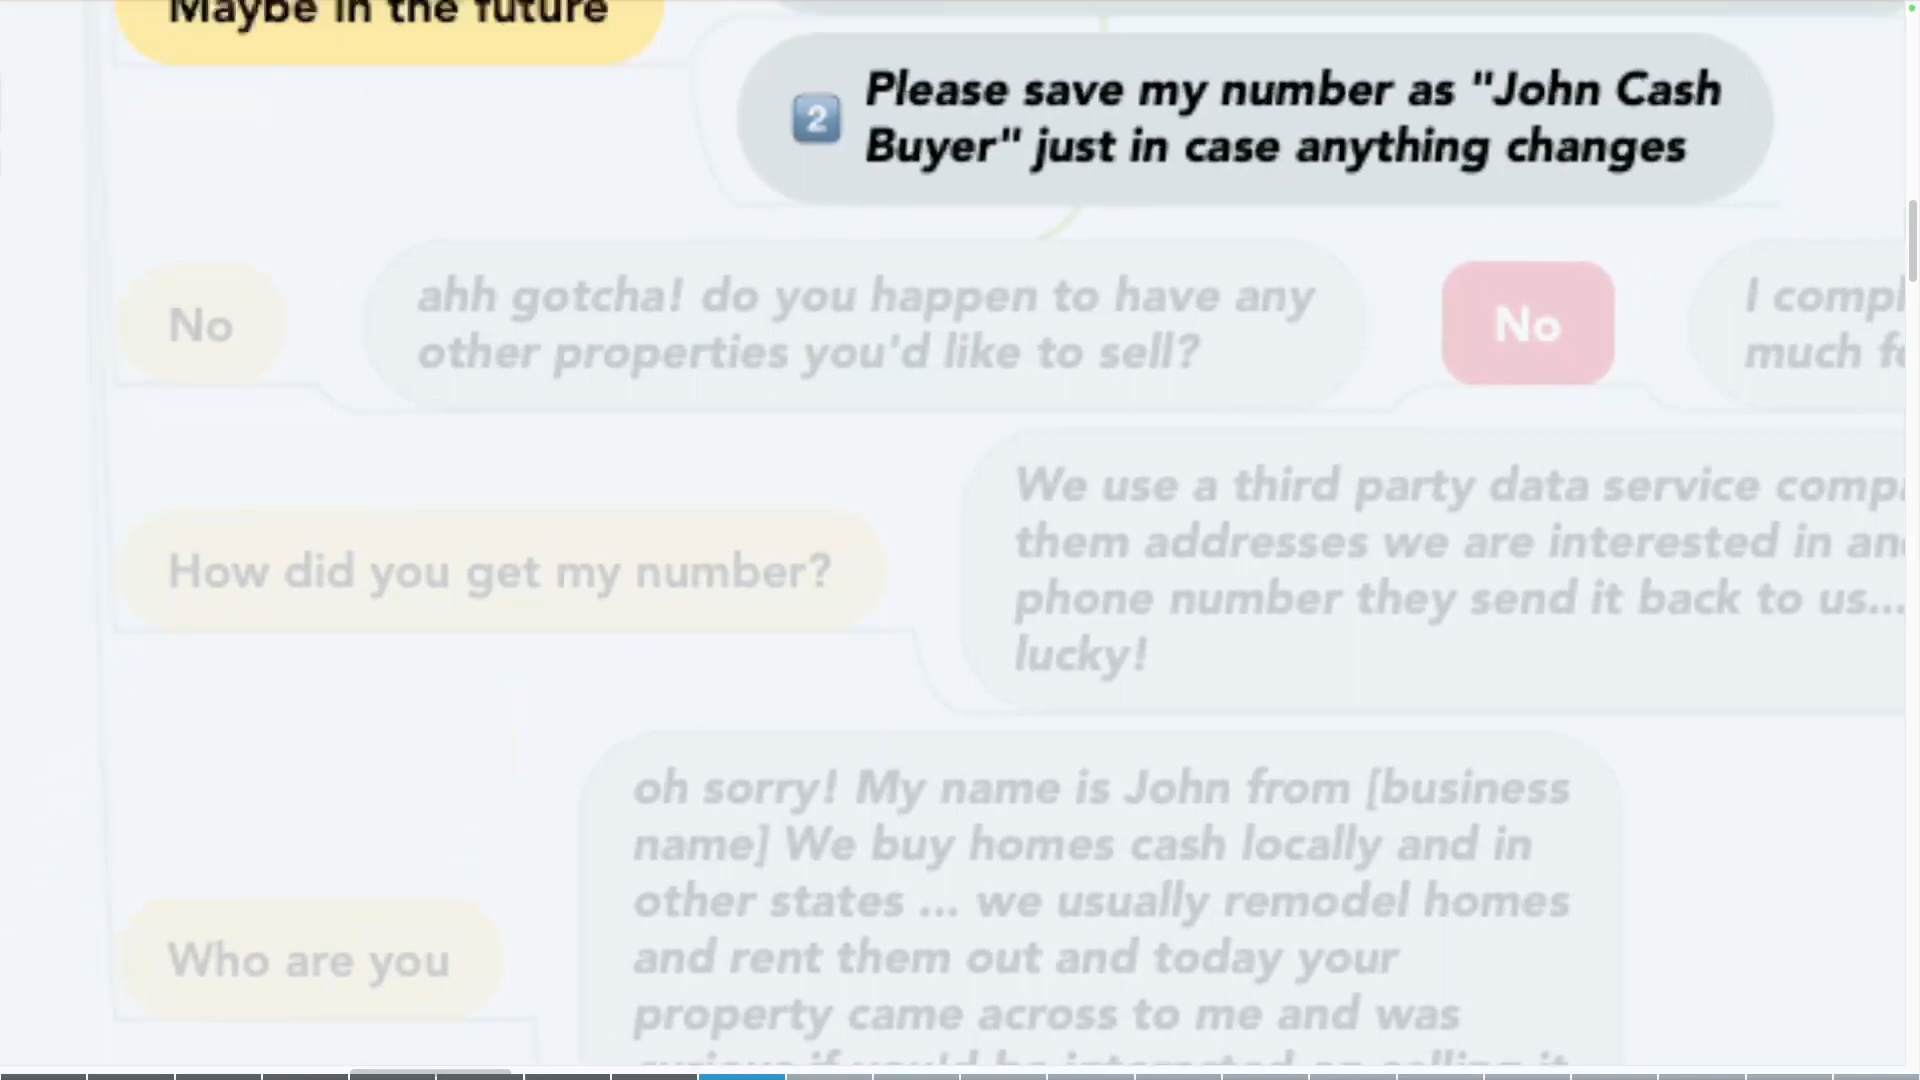 Maybe in the future
2
Please save my number as "John Cash
Buyer" just in case anything changes
No
ahh gotcha! do you happen to have any
other properties you'd like to sell?
No
I
much
How did you get my number?
We use a third party data service
them addresses we are interested in
phone number they send it back to us...
lucky!
Who are you
oh sorry! My name is John from [business
name] We buy homes cash locally and in
other states ... we usually remodel homes
and rent them out and today your
property came across to me and was